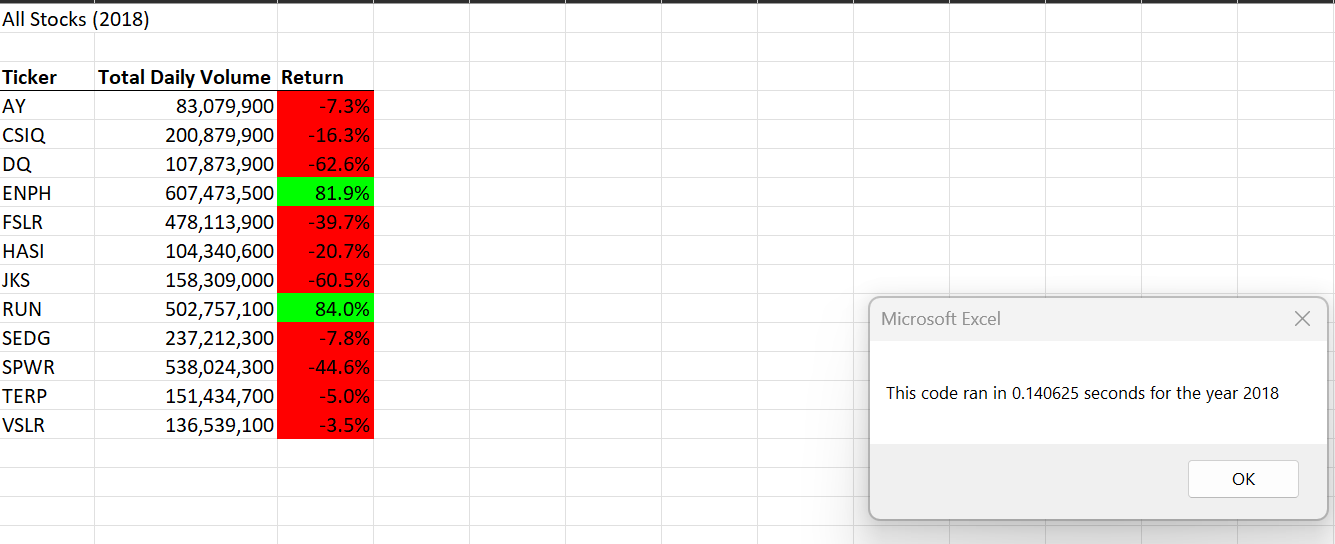 All Stocks (2018)
Ticker Total Daily Volume Return
AY 83,079,900 -7.3%
CSIQ 200,879,900 -16.3%
DQ 107,873,900 -62.6%
ENPH 607,473,500 81.9%
FSLR 478,113,900 -39.7%
HASI 104,340,600 -20.7%
JKS 158,309,000 -60.5%
RUN 502,757,100 84.0%
SEDG 237,212,300 -7.8%
SPWR 538,024,300 -44.6%
TERP 151,434,700 -5.0%
VSLR 136,539,100 -3.5%
Microsoft Excel
This code ran in 0.140625 seconds for the year 2018
OK